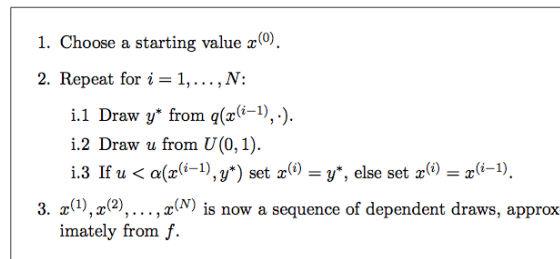 1. Choose a starting value x⁽⁰⁾.
2. Repeat for i = 1, . . . , N:
i.1 Draw y* from q(x⁽ⁱ⁻¹⁾, ·).
i.2 Draw u from U(0, 1).
i.3 If u < α(x⁽ⁱ⁻¹⁾, y*) set x⁽ⁱ⁾ = y*, else set x⁽ⁱ⁾ = x⁽ⁱ⁻¹⁾.
3. x⁽¹⁾, x⁽²⁾, . . . , x⁽ᴺ⁾ is now a sequence of dependent draws, approx
imately from f.